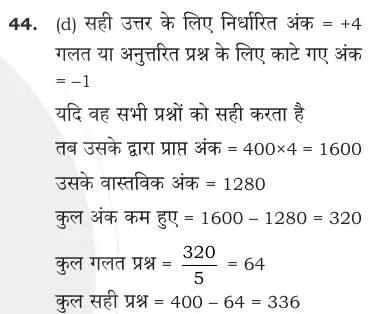 44. (d) सही उत्तर के लिए निर्धारित अंक = +4
गलत या अनुत्तरित प्रश्न के लिए काटे गए अंक
= –1
यदि वह सभी प्रश्नों को सही करता है
तब उसके द्वारा प्राप्त अंक = 400×4 = 1600
उसके वास्तविक अंक = 1280
कुल अंक कम हुए = 1600 – 1280 = 320
कुल गलत प्रश्न = 320/5 = 64
कुल सही प्रश्न = 400 – 64 = 336